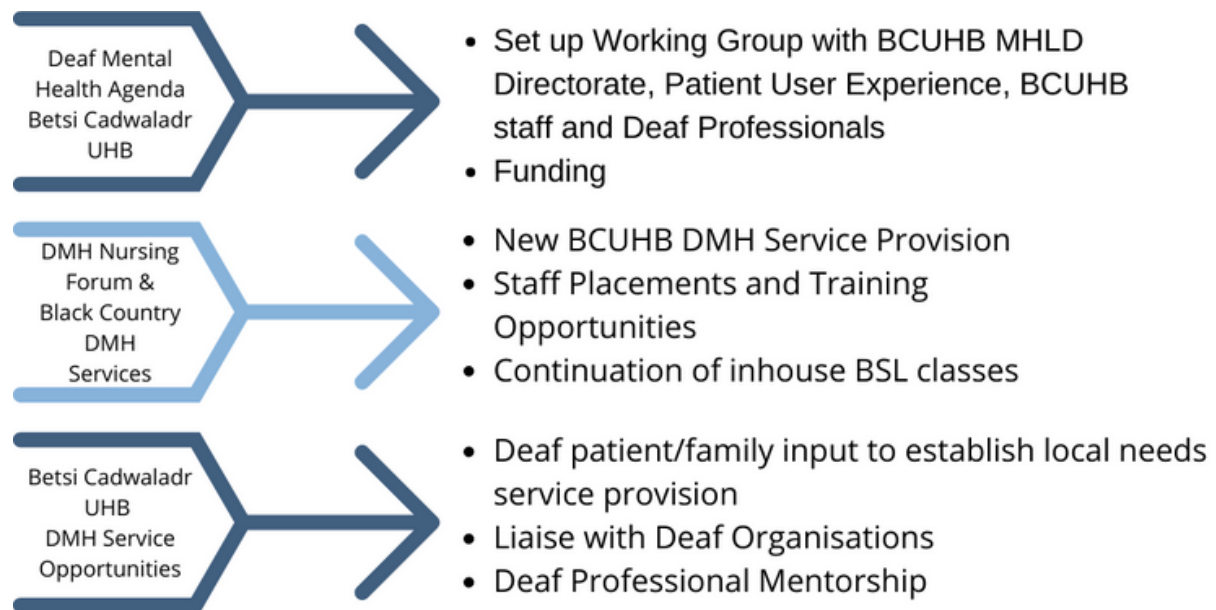 Deaf Mental
Health Agenda
Betsi Cadwaladr
UHB
• Set up Working Group with BCUHB MHLD
Directorate, Patient User Experience, BCUHB
staff and Deaf Professionals
• Funding
DMH Nursing
Forum &
Black Country
DMH
Services
• New BCUHB DMH Service Provision
• Staff Placements and Training
Opportunities
• Continuation of inhouse BSL classes
Betsi Cadwaladr
UHB
DMH Service
Opportunities
• Deaf patient/family input to establish local needs
service provision
• Liaise with Deaf Organisations
• Deaf Professional Mentorship